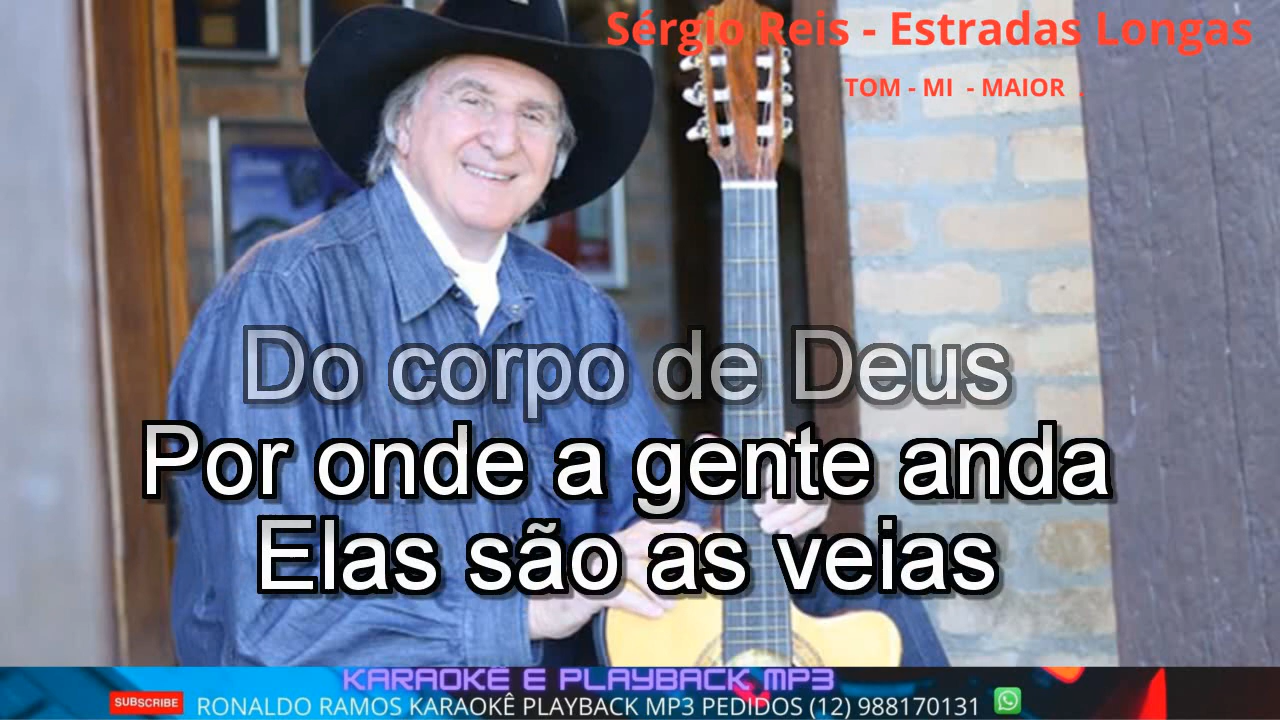 Sérgio Reis - Estradas Longas
TOM - MI - MAIOR .
Do corpo de Deus
Por onde a gente anda
Elas são as veias
KARAOKÊ E PLAYBACK MP3
SUBSCRIBE
RONALDO RAMOS KARAOKÊ PLAYBACK MP3 PEDIDOS (12) 988170131